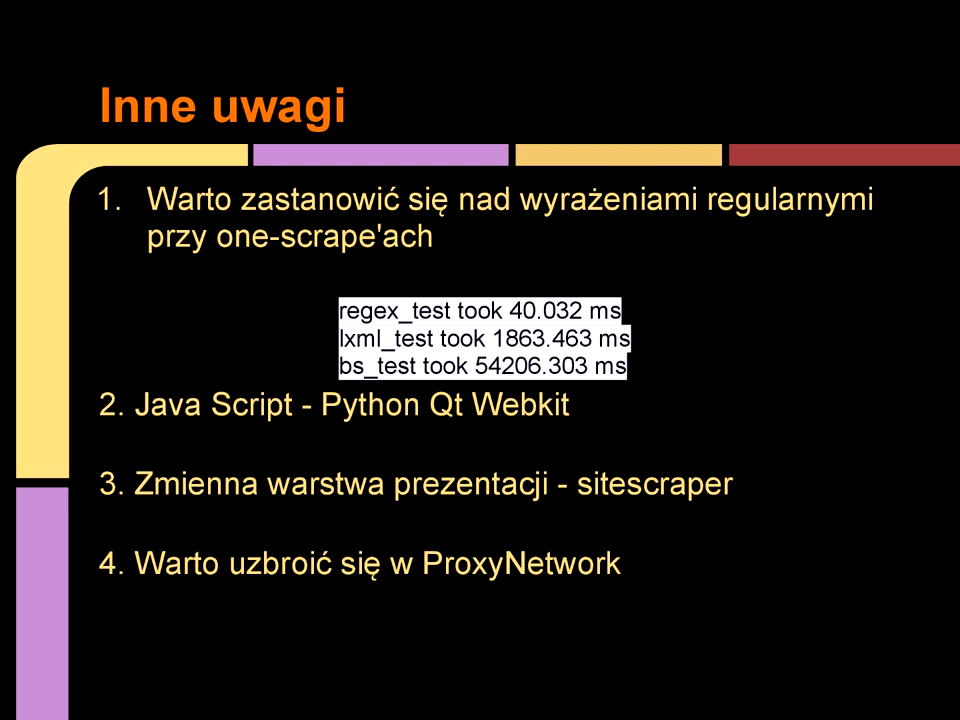 Inne uwagi
1. Warto zastanowić się nad wyrażeniami regularnymi
przy one-scrape'ach
regex_test took 40.032 ms
lxml_test took 1863.463 ms
bs_test took 54206.303 ms
2. Java Script - Python Qt Webkit
3. Zmienna warstwa prezentacji - sitescraper
4. Warto uzbroić się w ProxyNetwork